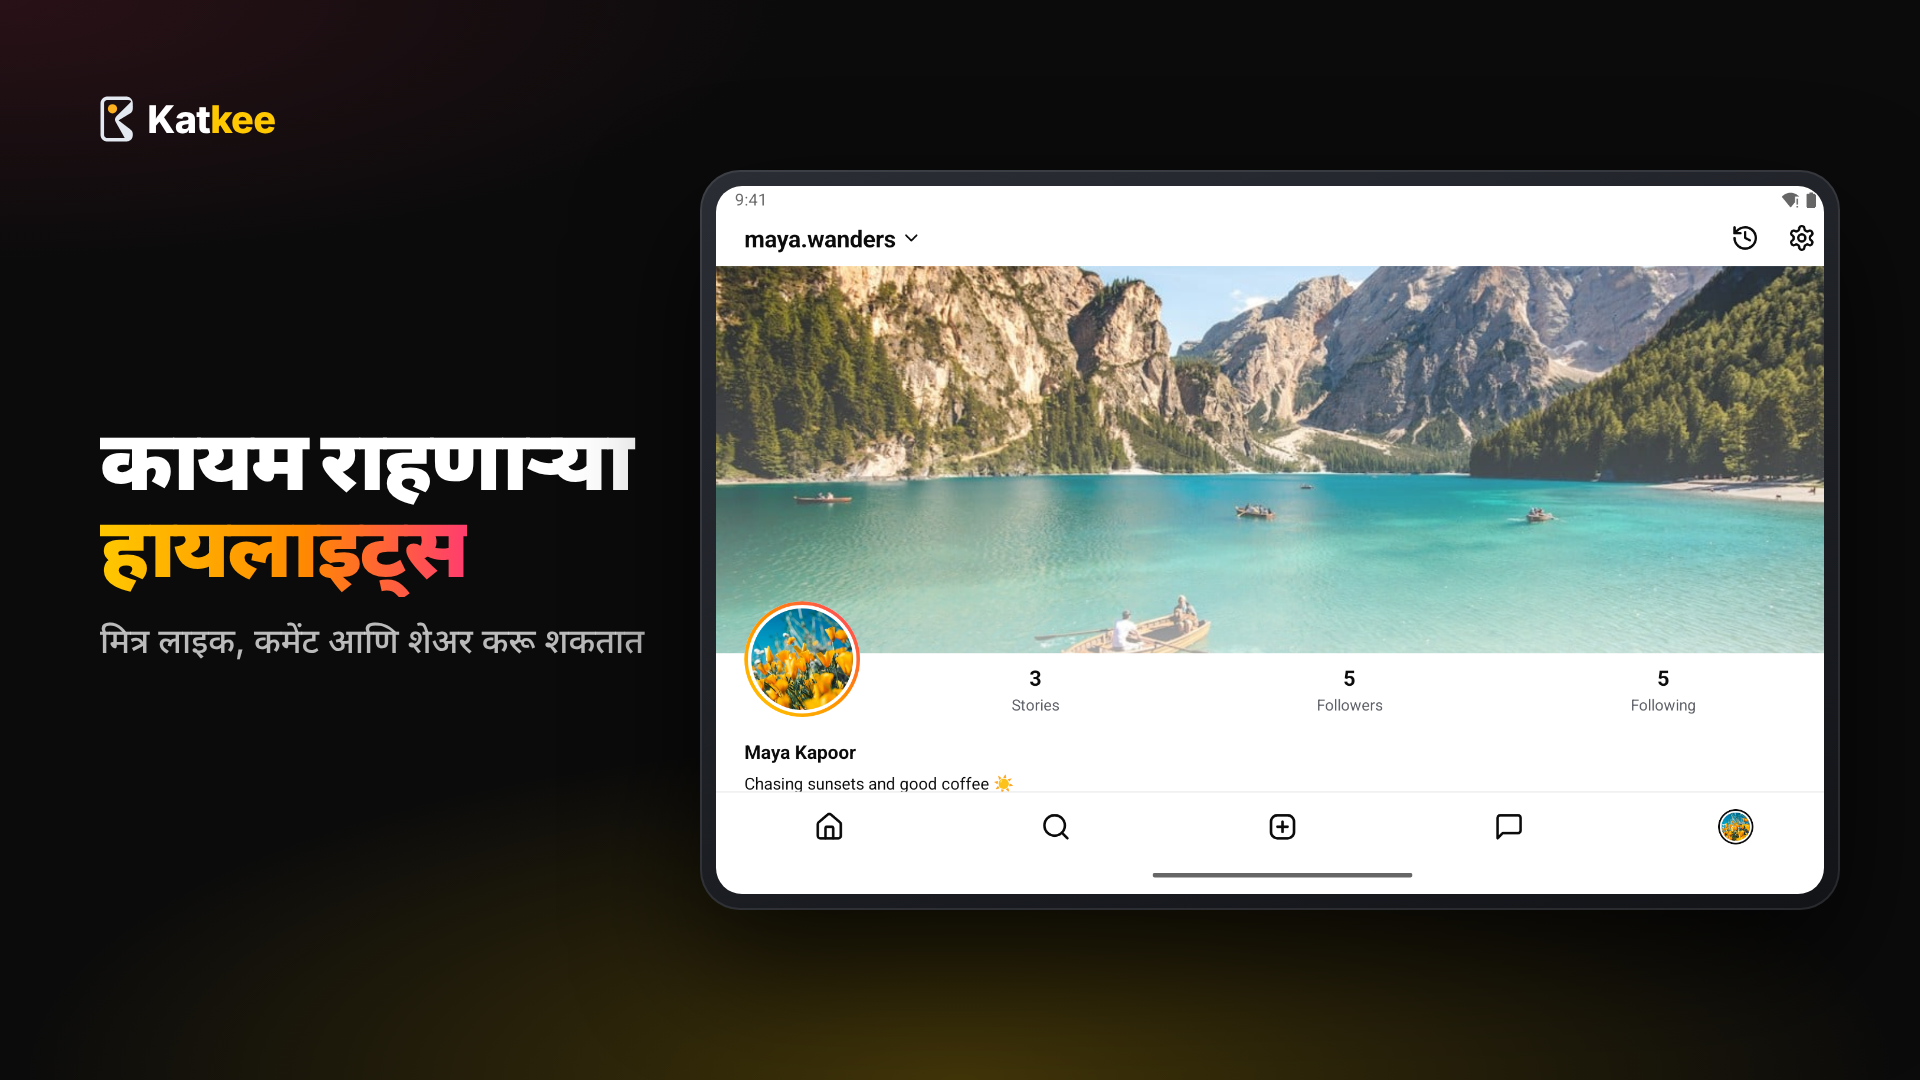 Katkee
कायम राहणाऱ्या
हायलाइट्स
मित्र लाइक, कमेंट आणि शेअर करू शकतात
9:41
maya.wanders
3
Stories
5
Followers
5
Following
Maya Kapoor
Chasing sunsets and good coffee ☀️